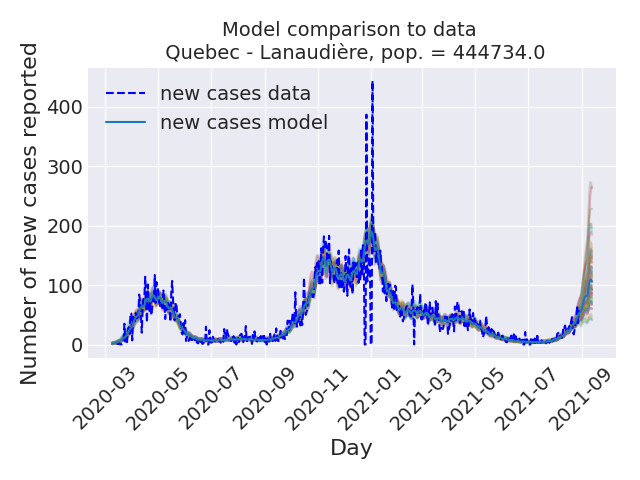 Model comparison to data
Quebec - Lanaudière, pop. = 444734.0
new cases data
new cases model
Number of new cases reported
400
300
200
100
0
2020-03
2020-05
2020-07
2020-09
2020-11
2021-01
2021-03
2021-05
2021-07
2021-09
Day